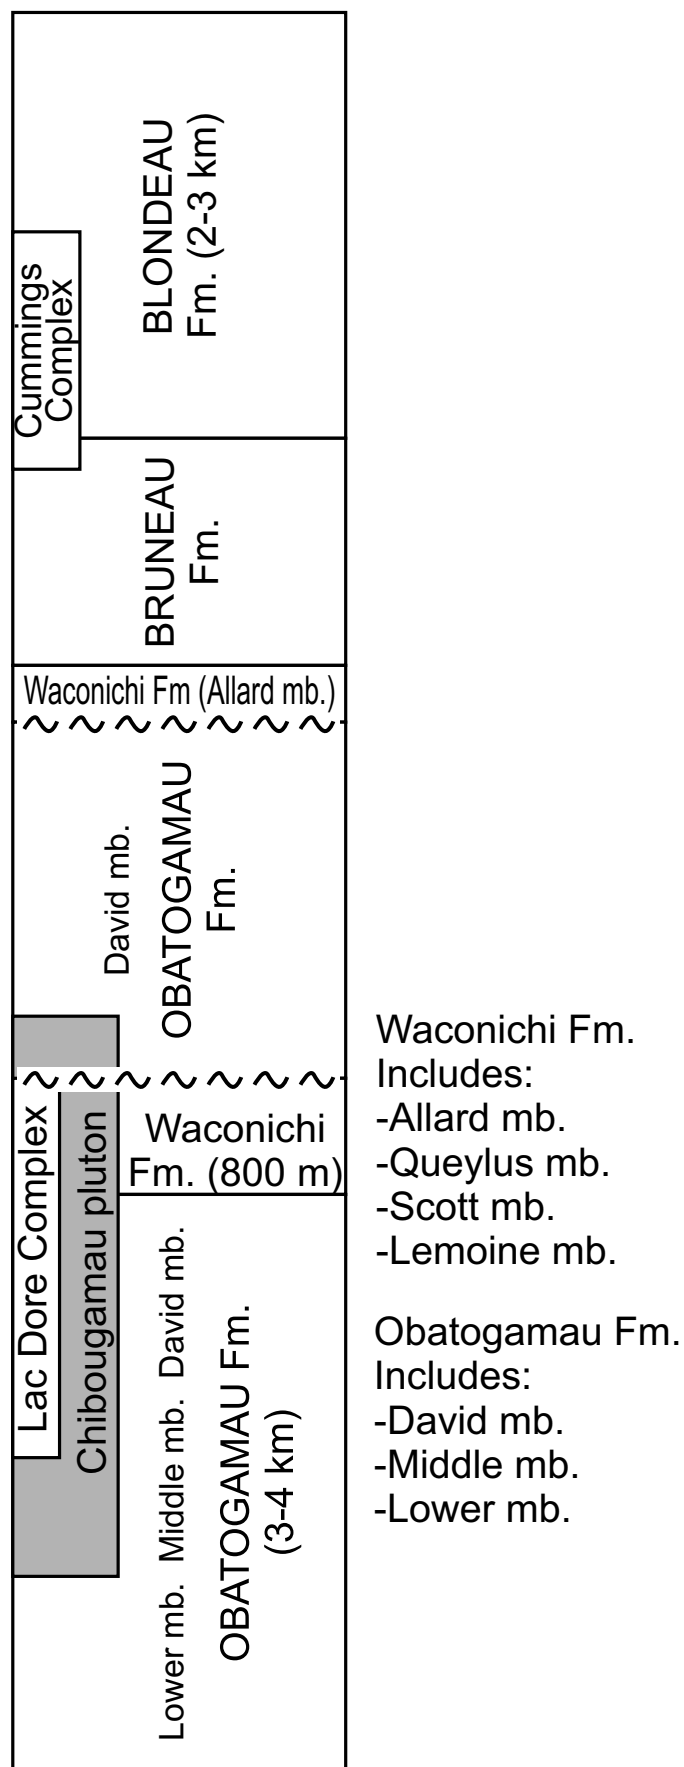 BLONDEAU
Fm. (2-3 km)
Cummings
Complex
BRUNEAU
Fm.
Waconichi Fm (Allard mb.)
David mb.
OBATOGAMAU
Fm.
Waconichi
Fm. (800 m)
Lac Dore Complex
Chibougamau pluton
Lower mb. Middle mb. David mb.
OBATOGAMAU Fm.
(3-4 km)
Waconichi Fm.
Includes:
-Allard mb.
-Queylus mb.
-Scott mb.
-Lemoine mb.
Obatogamau Fm.
Includes:
-David mb.
-Middle mb.
-Lower mb.